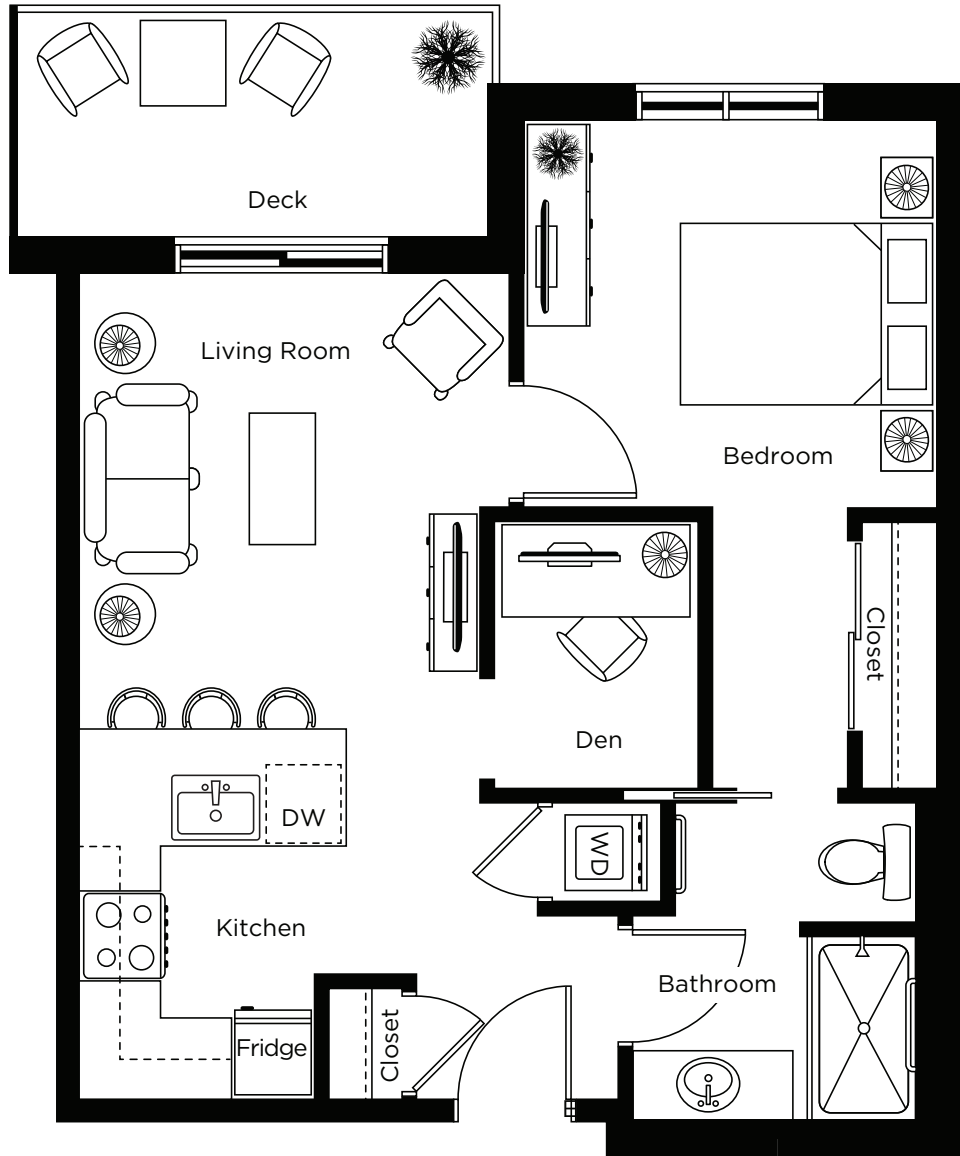 Deck
Living Room
Bedroom
Closet
Den
DW
WD
Kitchen
Bathroom
Closet
Fridge